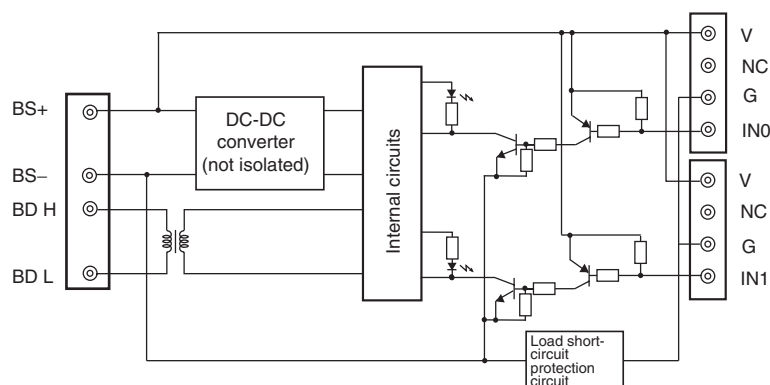 BS+
BS–
BD H
BD L
DC-DC
converter
(not isolated)
Internal circuits
Load short-
circuit
protection
circuit
V
NC
G
IN0
V
NC
G
IN1